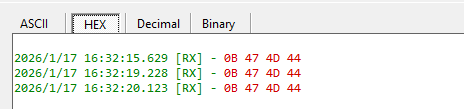 ASCII HEX Decimal Binary
2026/1/17 16:32:15.629 [RX] - 0B 47 4D 44
2026/1/17 16:32:19.228 [RX] - 0B 47 4D 44
2026/1/17 16:32:20.123 [RX] - 0B 47 4D 44